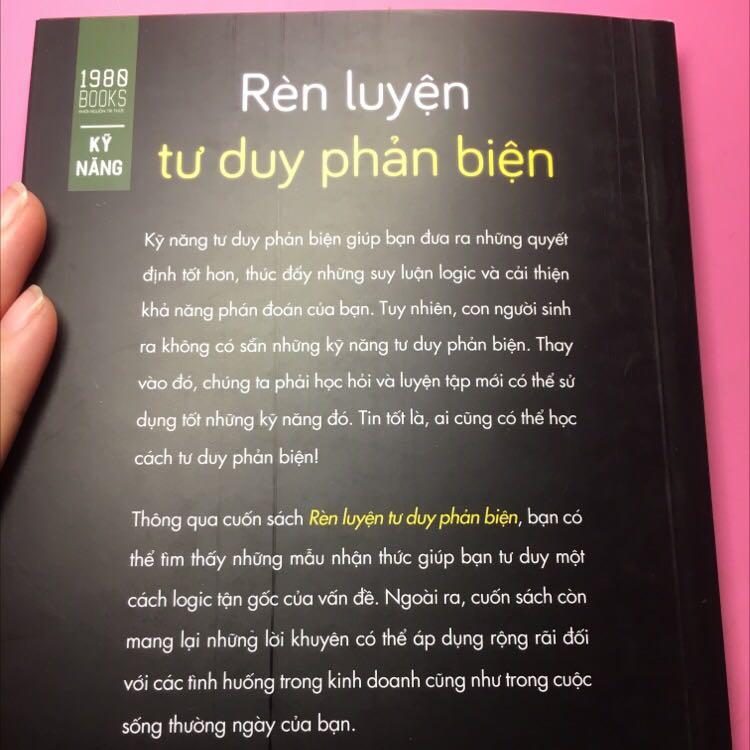 1980
BOOKS
KHƠI NGUỒN TRI THỨC
KỸ
NĂNG
Rèn luyện
tư duy phản biện
Kỹ năng tư duy phản biện giúp bạn đưa ra những quyết
định tốt hơn, thúc đẩy những suy luận logic và cải thiện
khả năng phán đoán của bạn. Tuy nhiên, con người sinh
ra không có sẵn những kỹ năng tư duy phản biện. Thay
vào đó, chúng ta phải học hỏi và luyện tập mới có thể sử
dụng tốt những kỹ năng đó. Tin tốt là, ai cũng có thể học
cách tư duy phản biện!
Thông qua cuốn sách Rèn luyện tư duy phản biện, bạn có
thể tìm thấy những mẫu nhận thức giúp bạn tư duy một
cách logic tận gốc của vấn đề. Ngoài ra, cuốn sách còn
mang lại những lời khuyên có thể áp dụng rộng rãi đối
với các tình huống trong kinh doanh cũng như trong cuộc
sống thường ngày của bạn.